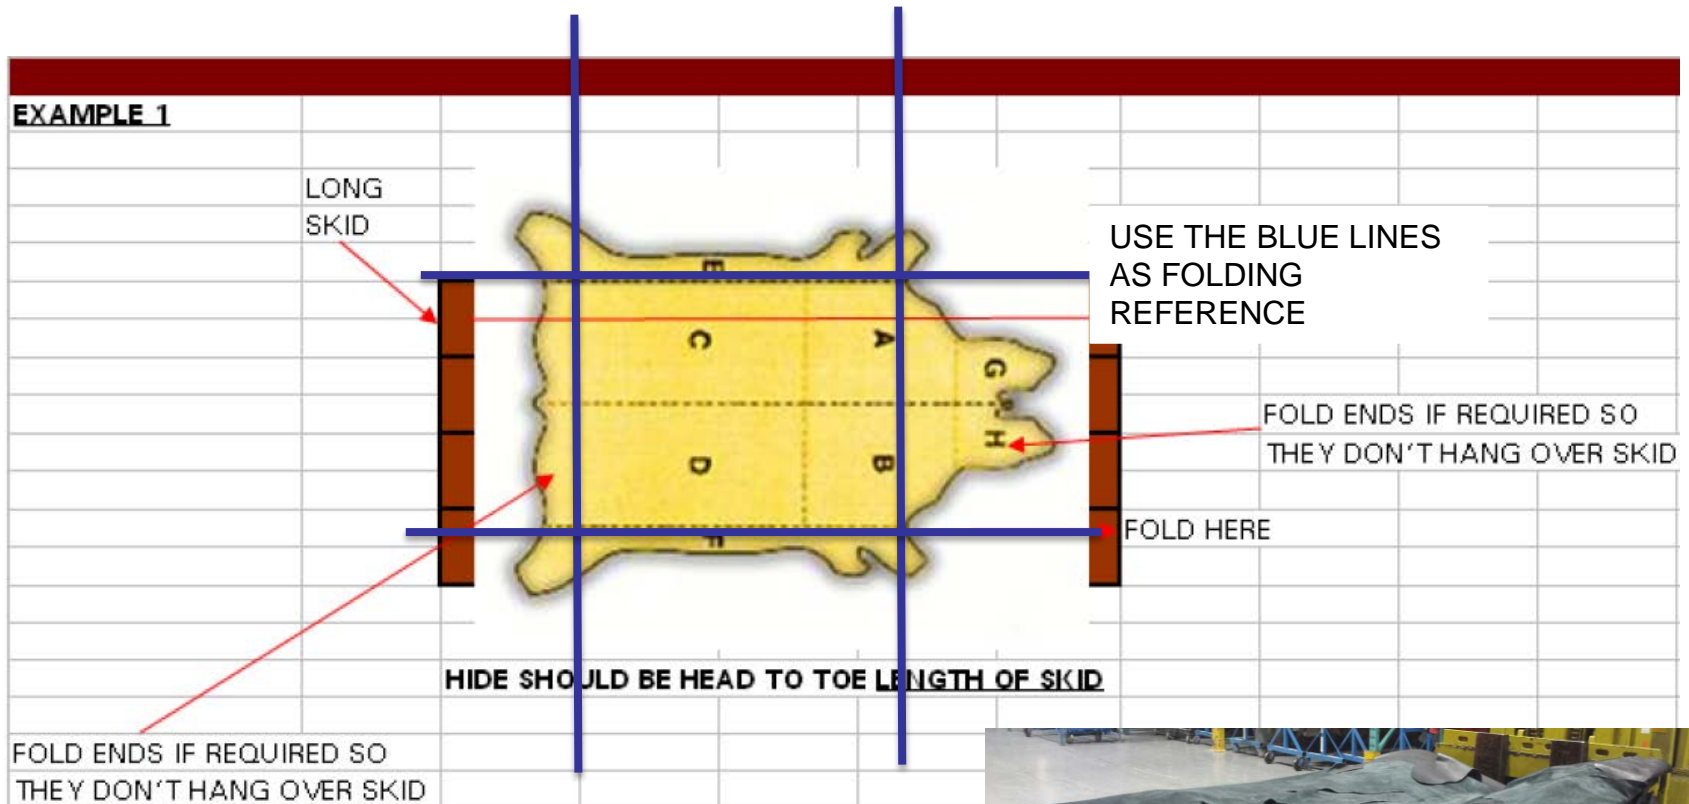 EXAMPLE 1
LONG
SKID
USE THE BLUE LINES
AS FOLDING
REFERENCE
E
C
A
G
H
D
B
F
FOLD ENDS IF REQUIRED SO
THEY DON'T HANG OVER SKID
FOLD HERE
HIDE SHOULD BE HEAD TO TOE LENGTH OF SKID
FOLD ENDS IF REQUIRED SO
THEY DON'T HANG OVER SKID